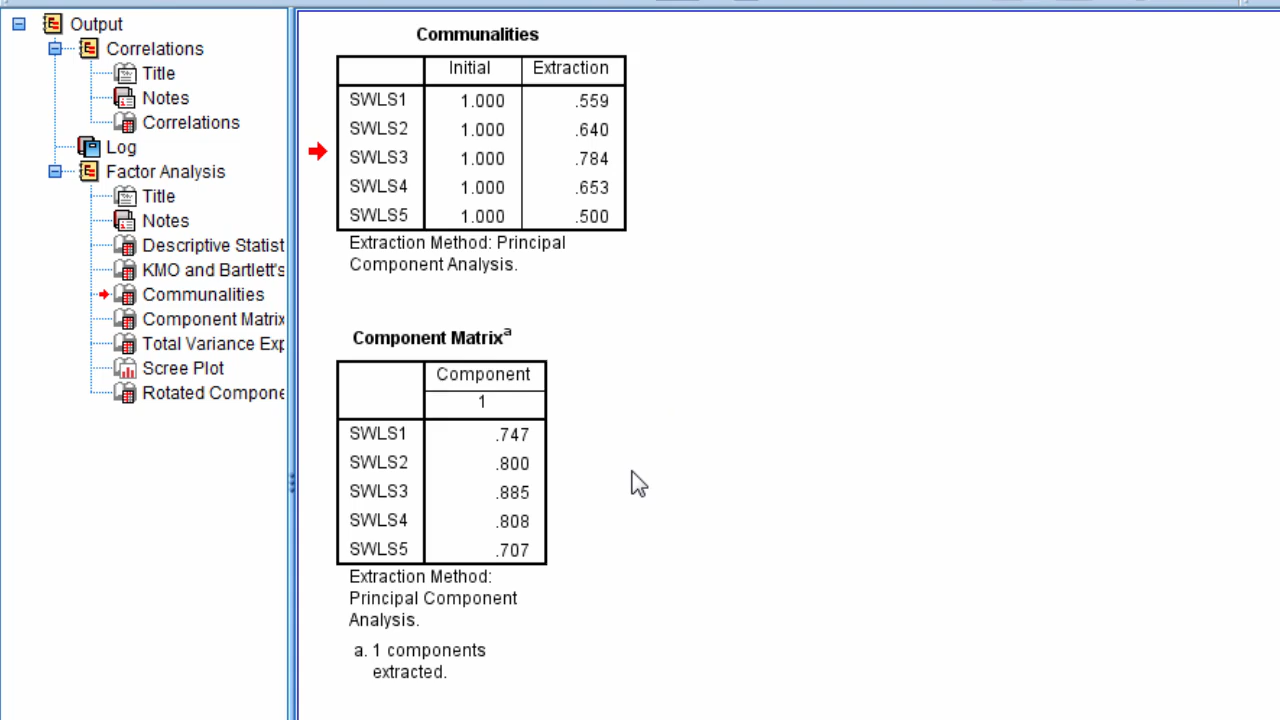 Output
Correlations
Title
Notes
Correlations
Log
Factor Analysis
Title
Notes
Descriptive Statist
KMO and Bartlett's
Communalities
Component Matrix
Total Variance Exp
Scree Plot
Rotated Compone
Communalities
Initial Extraction
SWLS1 1.000 .559
SWLS2 1.000 .640
SWLS3 1.000 .784
SWLS4 1.000 .653
SWLS5 1.000 .500
Extraction Method: Principal
Component Analysis.
Component Matrixa
Component
1
SWLS1 .747
SWLS2 .800
SWLS3 .885
SWLS4 .808
SWLS5 .707
Extraction Method:
Principal Component
Analysis.
a. 1 components
extracted.